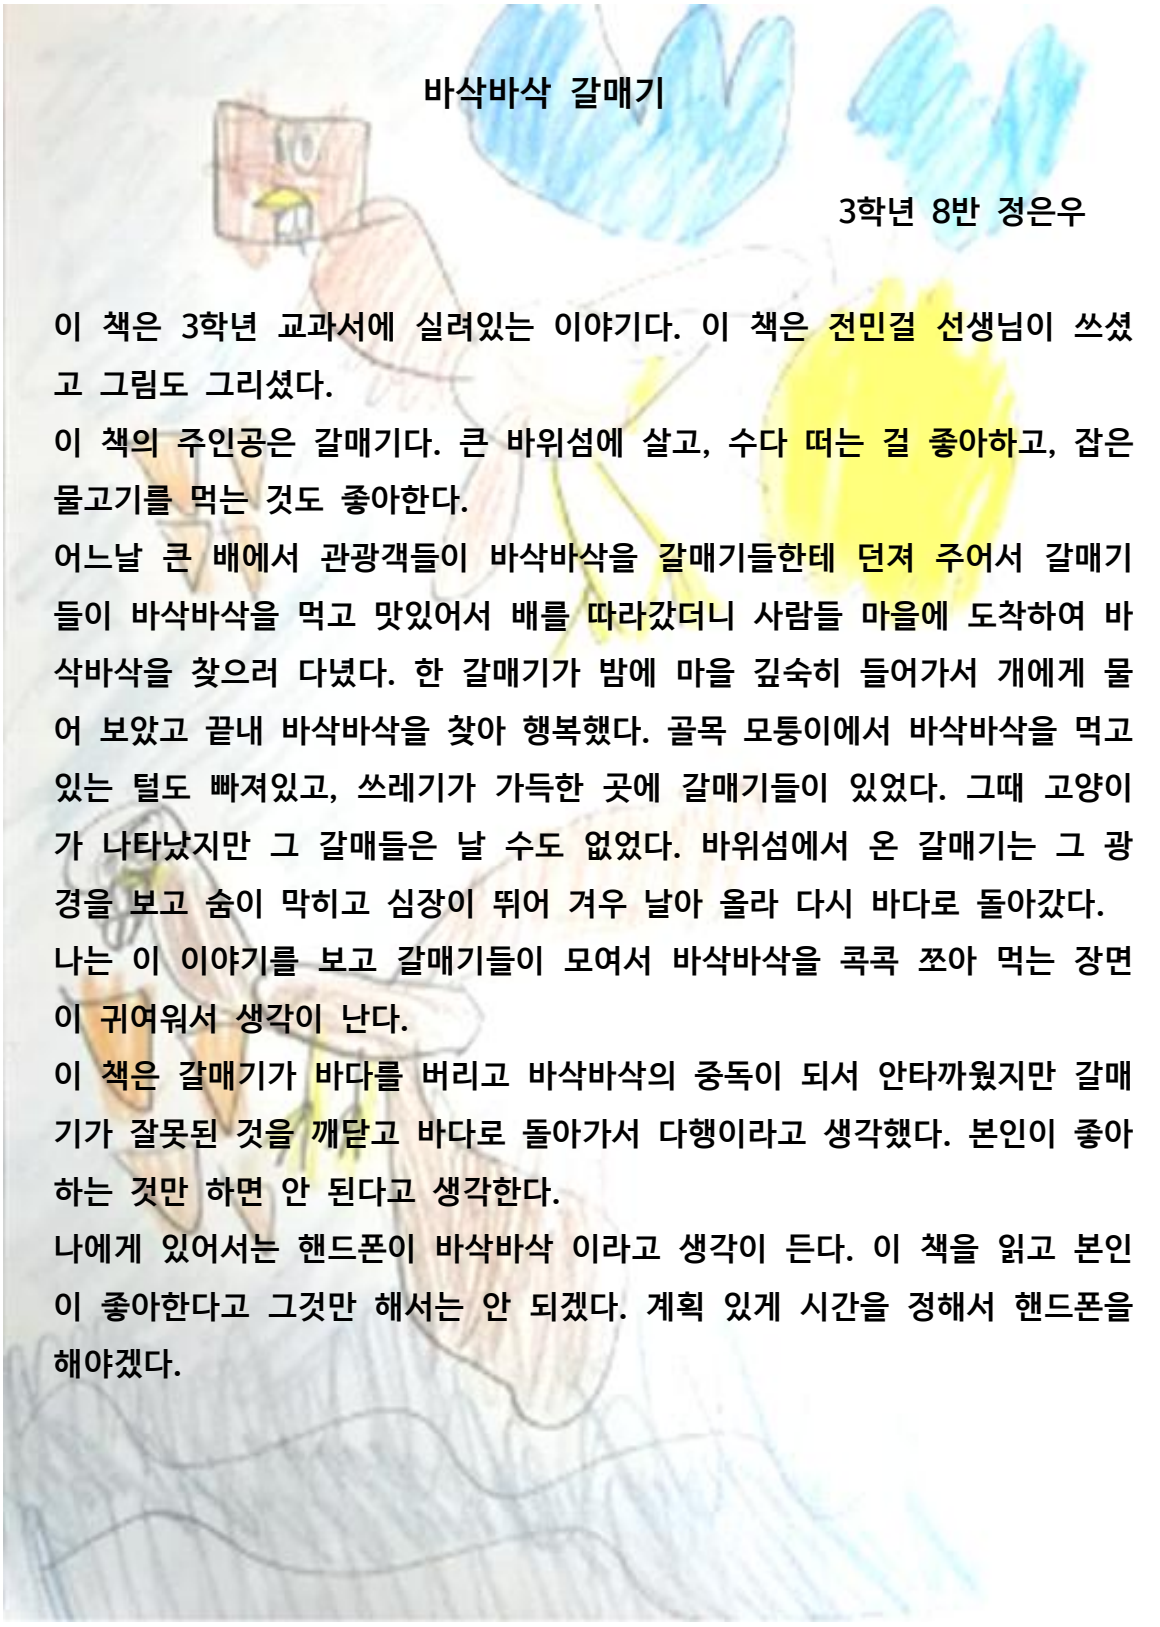 바삭바삭 갈매기
3학년 8반 정은우
이 책은 3학년 교과서에 실려있는 이야기다. 이 책은 전민걸 선생님이 쓰셨
고 그림도 그리셨다.
이 책의 주인공은 갈매기다. 큰 바위섬에 살고, 수다 떠는 걸 좋아하고, 잡은
물고기를 먹는 것도 좋아한다.
어느날 큰 배에서 관광객들이 바삭바삭을 갈매기들한테 던져 주어서 갈매기
들이 바삭바삭을 먹고 맛있어서 배를 따라갔더니 사람들 마을에 도착하여 바
삭바삭을 찾으러 다녔다. 한 갈매기가 밤에 마을 깊숙히 들어가서 개에게 물
어 보았고 끝내 바삭바삭을 찾아 행복했다. 골목 모퉁이에서 바삭바삭을 먹고
있는 털도 빠져있고, 쓰레기가 가득한 곳에 갈매기들이 있었다. 그때 고양이
가 나타났지만 그 갈매들은 날 수도 없었다. 바위섬에서 온 갈매기는 그 광
경을 보고 숨이 막히고 심장이 뛰어 겨우 날아 올라 다시 바다로 돌아갔다.
나는 이 이야기를 보고 갈매기들이 모여서 바삭바삭을 콕콕 쪼아 먹는 장면
이 귀여워서 생각이 난다.
이 책은 갈매기가 바다를 버리고 바삭바삭의 중독이 되서 안타까웠지만 갈매
기가 잘못된 것을 깨닫고 바다로 돌아가서 다행이라고 생각했다. 본인이 좋아
하는 것만 하면 안 된다고 생각한다.
나에게 있어서는 핸드폰이 바삭바삭 이라고 생각이 든다. 이 책을 읽고 본인
이 좋아한다고 그것만 해서는 안 되겠다. 계획 있게 시간을 정해서 핸드폰을
해야겠다.